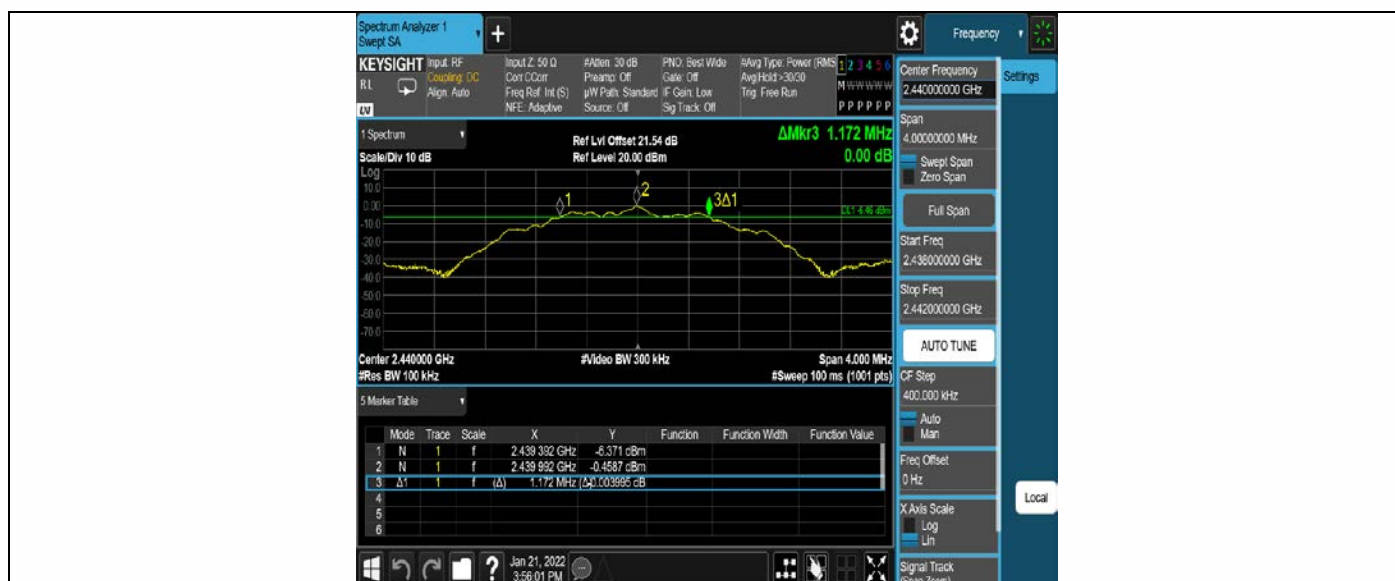 Spectrum Analyzer 1
Swept SA
+
Frequency
KEYSIGHT
RL
Input: RF
Coupling: DC
Align: Auto
Input Z: 50 Ω
Corr CCorr
Freq Ref: Int (S)
NFE: Adaptive
#Atten: 30 dB
Preamp: Off
µW Path: Standard
Source: Off
PNO: Best Wide
Gate: Off
IF Gain: Low
Sig Track: Off
#Avg Type: Power (RMS
Avg|Hold:>30/30
Trig: Free Run
1 2 3 4 5 6
M W W W W W
P P P P P P
1 Spectrum
Scale/Div 10 dB
Ref Lvl Offset 21.54 dB
Ref Level 20.00 dBm
ΔMkr3 1.172 MHz
0.00 dB
Log
10.0
0.00
-10.0
-20.0
-30.0
-40.0
-50.0
-60.0
-70.0
1
2
3Δ1
DL1 -6.46 dBm
Center 2.440000 GHz
#Res BW 100 kHz
#Video BW 300 kHz
Span 4.000 MHz
#Sweep 100 ms (1001 pts)
5 Marker Table
Mode Trace Scale X Y Function Function Width Function Value
1 N 1 f 2.439 392 GHz -6.371 dBm
2 N 1 f 2.439 992 GHz -0.4587 dBm
3 Δ1 1 f (Δ) 1.172 MHz (Δ) 0.003995 dB
4
5
6
?
Jan 21, 2022
3:56:01 PM
Center Frequency
2.440000000 GHz
Span
4.00000000 MHz
Swept Span
Zero Span
Full Span
Start Freq
2.438000000 GHz
Stop Freq
2.442000000 GHz
AUTO TUNE
CF Step
400.000 kHz
Auto
Man
Freq Offset
0 Hz
X Axis Scale
Log
Lin
Signal Track
(Span Zoom)
Settings
Local